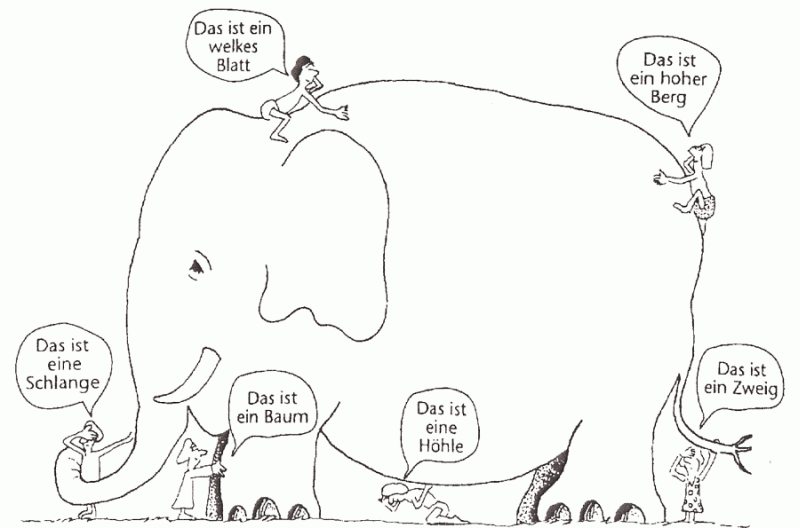 Das ist ein
welkes
Blatt
Das ist
ein hoher
Berg
Das ist
eine
Schlange
Das ist
ein Baum
Das ist
eine
Höhle
Das ist
ein Zweig